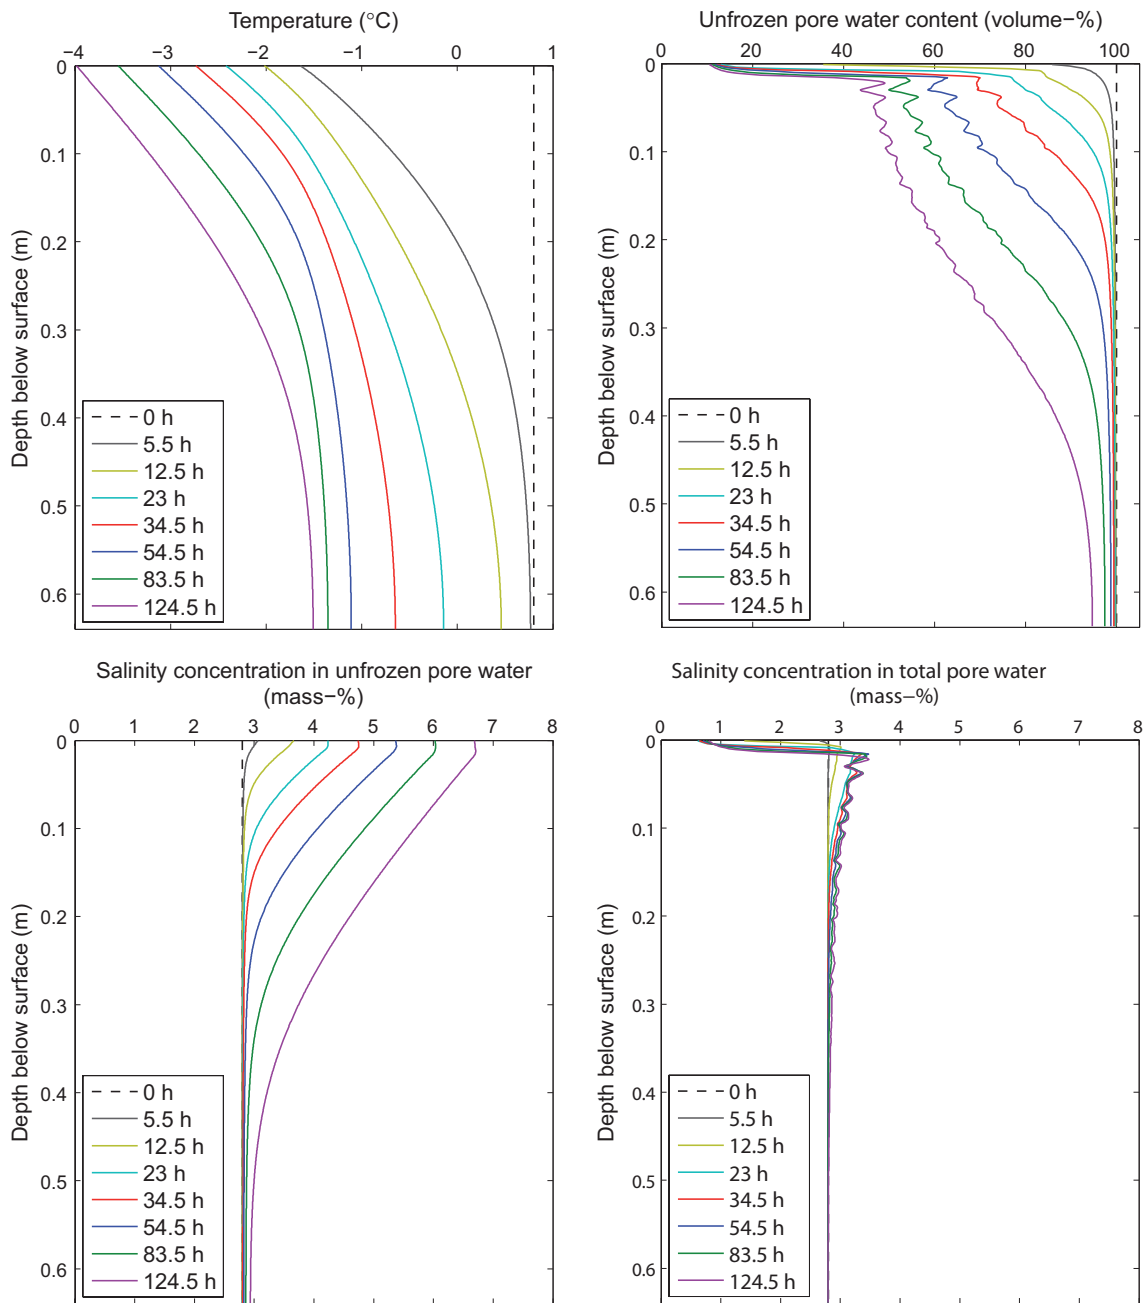 Temperature (°C)
−4 −3 −2 −1 0 1
0
0.1
0.2
0.3
0.4
0.5
0.6
Depth below surface (m)
0 h
5.5 h
12.5 h
23 h
34.5 h
54.5 h
83.5 h
124.5 h
Unfrozen pore water content (volume−%)
0 20 40 60 80 100
0
0.1
0.2
0.3
0.4
0.5
0.6
Depth below surface (m)
0 h
5.5 h
12.5 h
23 h
34.5 h
54.5 h
83.5 h
124.5 h
Salinity concentration in unfrozen pore water
(mass−%)
0 1 2 3 4 5 6 7 8
0
0.1
0.2
0.3
0.4
0.5
0.6
Depth below surface (m)
0 h
5.5 h
12.5 h
23 h
34.5 h
54.5 h
83.5 h
124.5 h
Salinity concentration in total pore water
(mass−%)
0 1 2 3 4 5 6 7 8
0
0.1
0.2
0.3
0.4
0.5
0.6
Depth below surface (m)
0 h
5.5 h
12.5 h
23 h
34.5 h
54.5 h
83.5 h
124.5 h